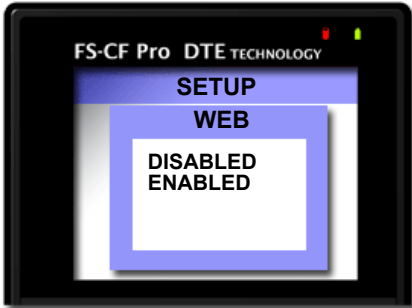 FS-CF Pro DTE TECHNOLOGY
SETUP
WEB
DISABLED
ENABLED